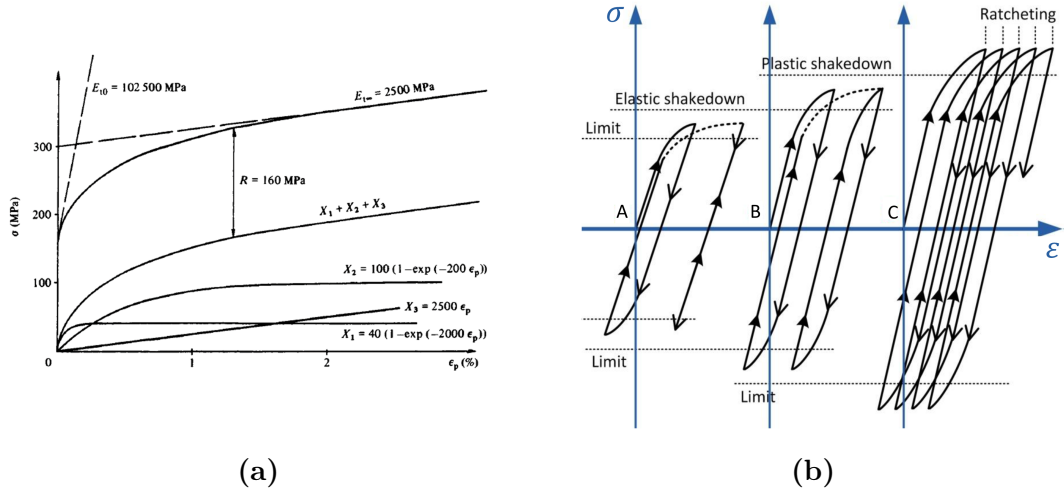 E_t0 = 102 500 MPa
E_t∞ = 2500 MPa
300
R = 160 MPa
σ (MPa)
200
X_1 + X_2 + X_3
X_2 = 100 (1−exp (−200 ϵ_p))
100
X_3 = 2500 ϵ_p
X_1 = 40 (1−exp (−2000 ϵ_p))
0
0
1
2
ϵ_p (%)
(a)
σ
Ratcheting
Plastic shakedown
Elastic shakedown
Limit
A
B
C
ε
Limit
Limit
(b)